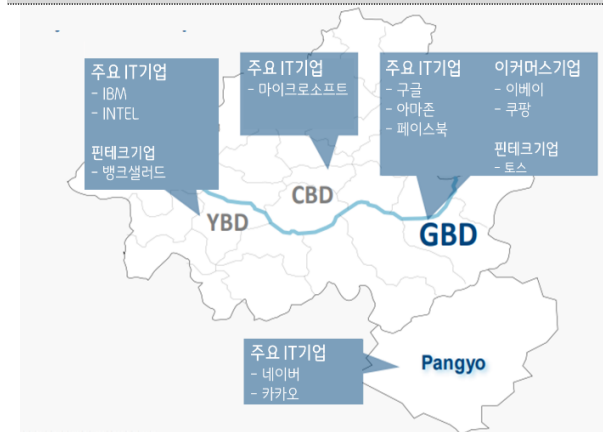 주요 IT기업
- IBM
- INTEL
핀테크기업
- 뱅크샐러드
주요 IT기업
- 마이크로소프트
주요 IT기업
- 구글
- 아마존
- 페이스북
이커머스기업
- 이베이
- 쿠팡
핀테크기업
- 토스
CBD
YBD
GBD
주요 IT기업
- 네이버
- 카카오
Pangyo